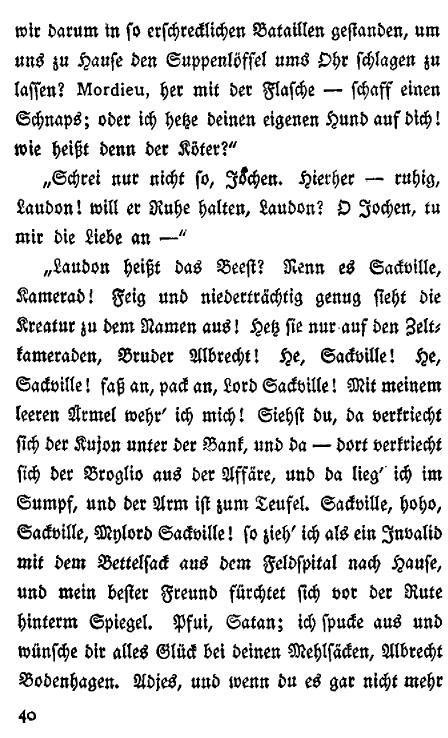 wir darum in so erschrecklichen Bataillen gestanden, um
uns zu Hause den Suppenlöffel ums Ohr schlagen zu
lassen? Mordieu, her mit der Flasche — schaff einen
Schnaps; oder ich hetze deinen eigenen Hund auf dich!
wie heißt denn der Köter?“
„Schrei nur nicht so, Jochen. Hierher — ruhig,
Laudon! will er Ruhe halten, Laudon? O Jochen, tu
mir die Liebe an —“
„Laudon heißt das Beest? Nenn es Sackville,
Kamerad! Feig und niederträchtig genug sieht die
Kreatur zu dem Namen aus! Hetz sie nur auf den Zelt⸗
kameraden, Bruder Albrecht! He, Sackville! He,
Sackville! faß an, pack an, Lord Sackville! Mit meinem
leeren Ärmel wehr’ ich mich! Siehst du, da verkriecht
sich der Kujon unter der Bank, und da — dort verkriecht
sich der Broglio aus der Affäre, und da lieg’ ich im
Sumpf, und der Arm ist zum Teufel. Sackville, hoho,
Sackville, Mylord Sackville! so zieh’ ich als ein Invalid
mit dem Bettelsack aus dem Feldspital nach Hause,
und mein bester Freund fürchtet sich vor der Rute
hinterm Spiegel. Pfui, Satan; ich spucke aus und
wünsche dir alles Glück bei deinen Mehlsäcken, Albrecht
Bodenhagen. Adjes, und wenn du es gar nicht mehr
40